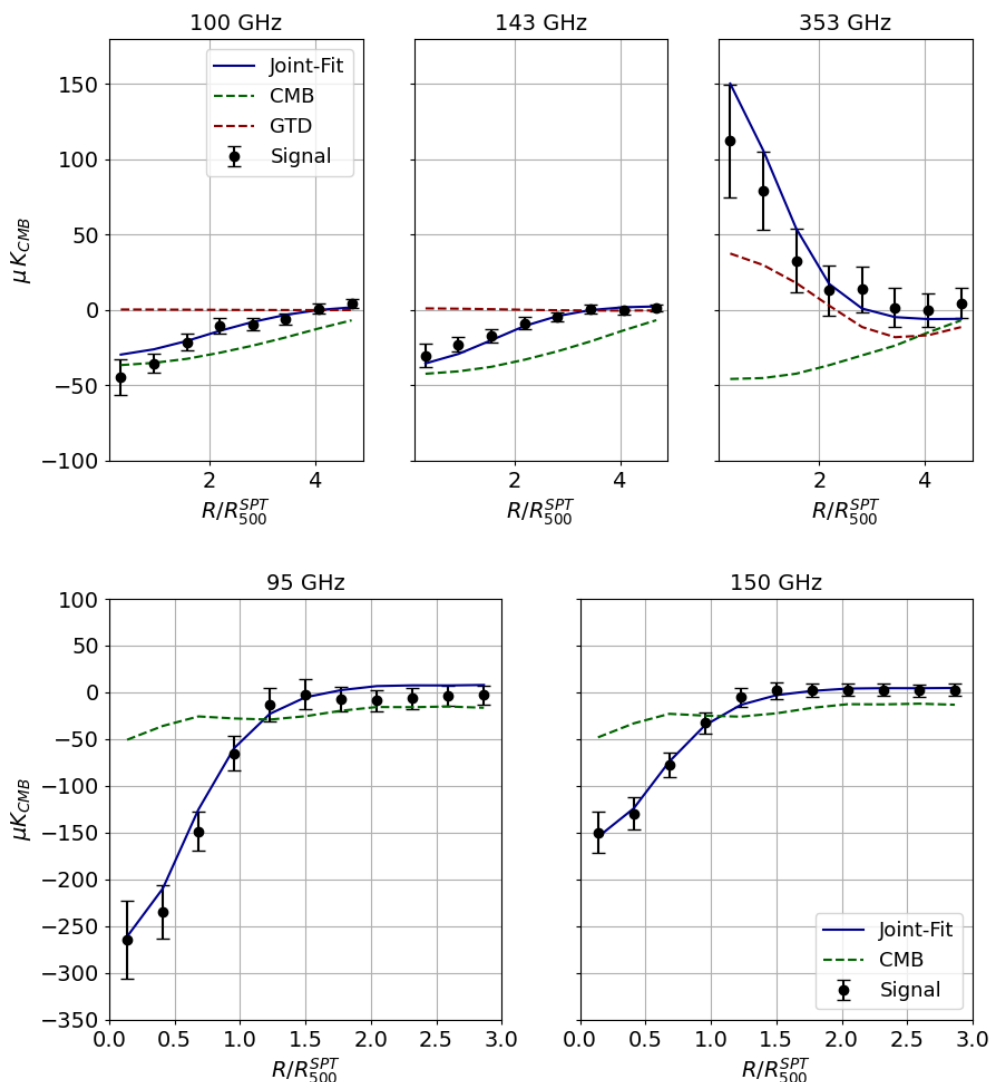 100 GHz 143 GHz 353 GHz
Joint-Fit
CMB
GTD
Signal
150
100
50
0
−50
−100
μK_CMB
2 4 2 4 2 4
R/R_500^SPT R/R_500^SPT R/R_500^SPT
95 GHz 150 GHz
100
50
0
−50
−100
−150
−200
−250
−300
−350
μK_CMB
Joint-Fit
CMB
Signal
0.0 0.5 1.0 1.5 2.0 2.5 3.0 0.0 0.5 1.0 1.5 2.0 2.5 3.0
R/R_500^SPT R/R_500^SPT